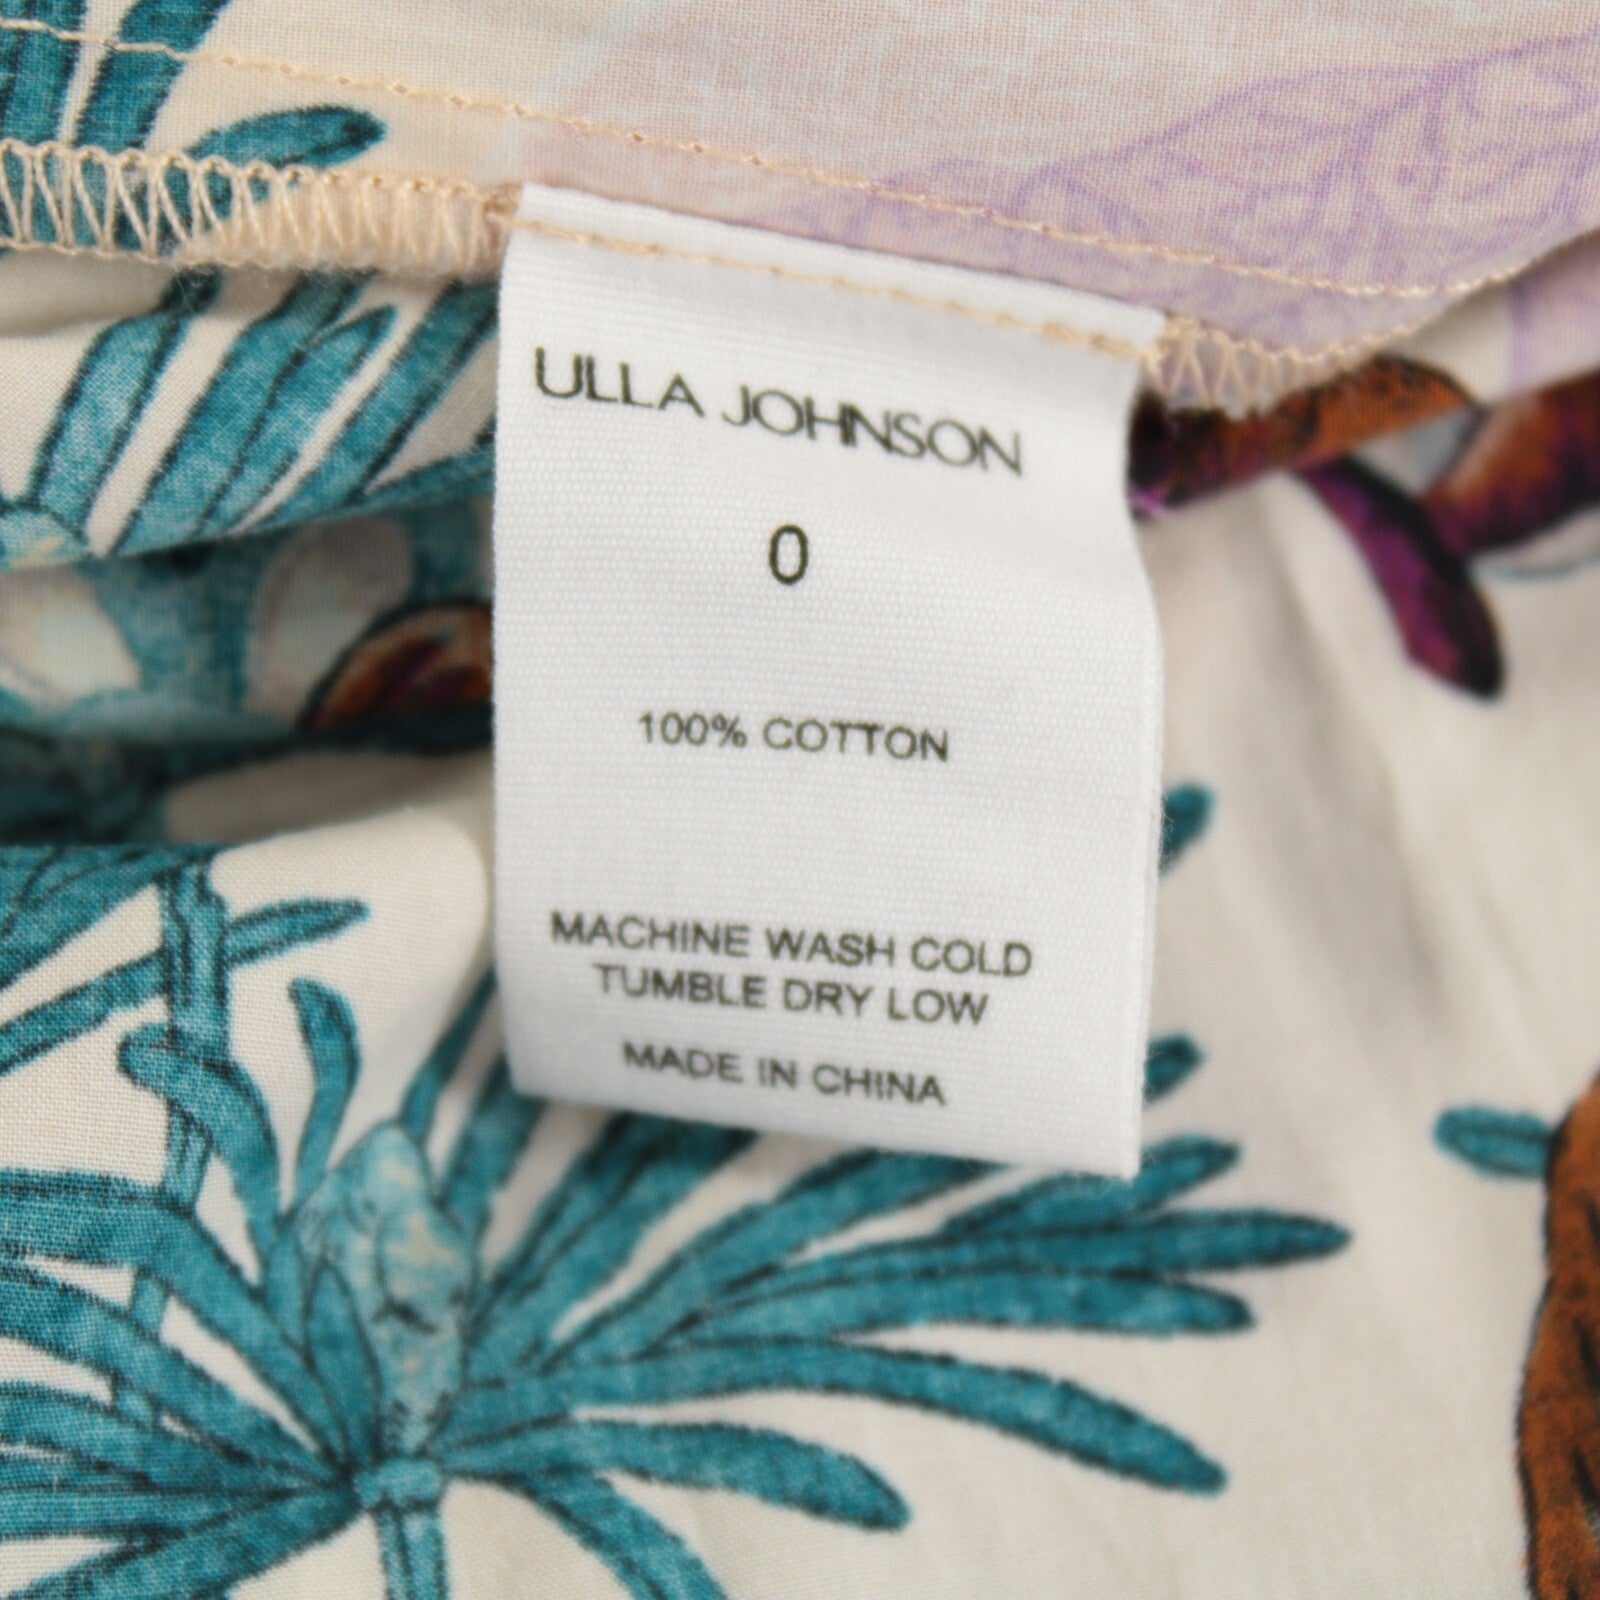 ULLA JOHNSON
0
100% COTTON
MACHINE WASH COLD
TUMBLE DRY LOW
MADE IN CHINA